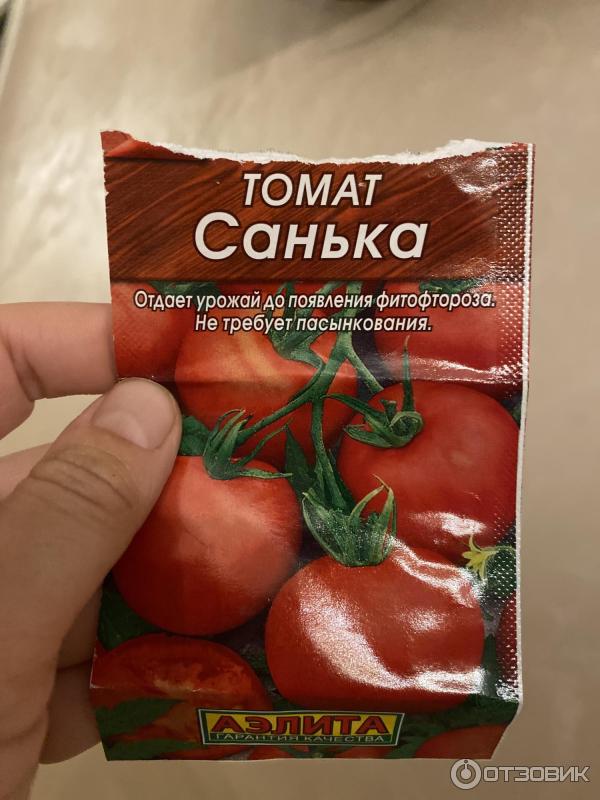 ТОМАТ
Санька
Отдает урожай до появления фитофтороза.
Не требует пасынкования.
АЭЛИТА
ГАРАНТИЯ КАЧЕСТВА
ОТЗОВИК